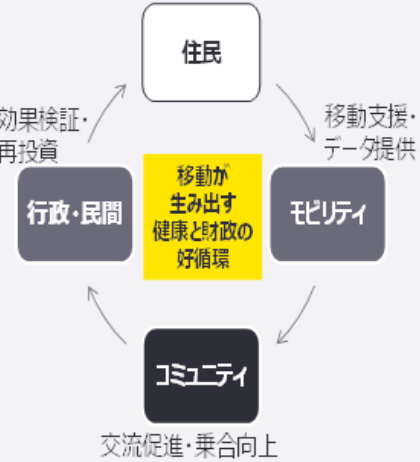 住民
効果検証・
再投資
移動支援・
データ提供
行政・民間
移動が
生み出す
健康と財政の
好循環
モビリティ
コミュニティ
交流促進・乗合向上